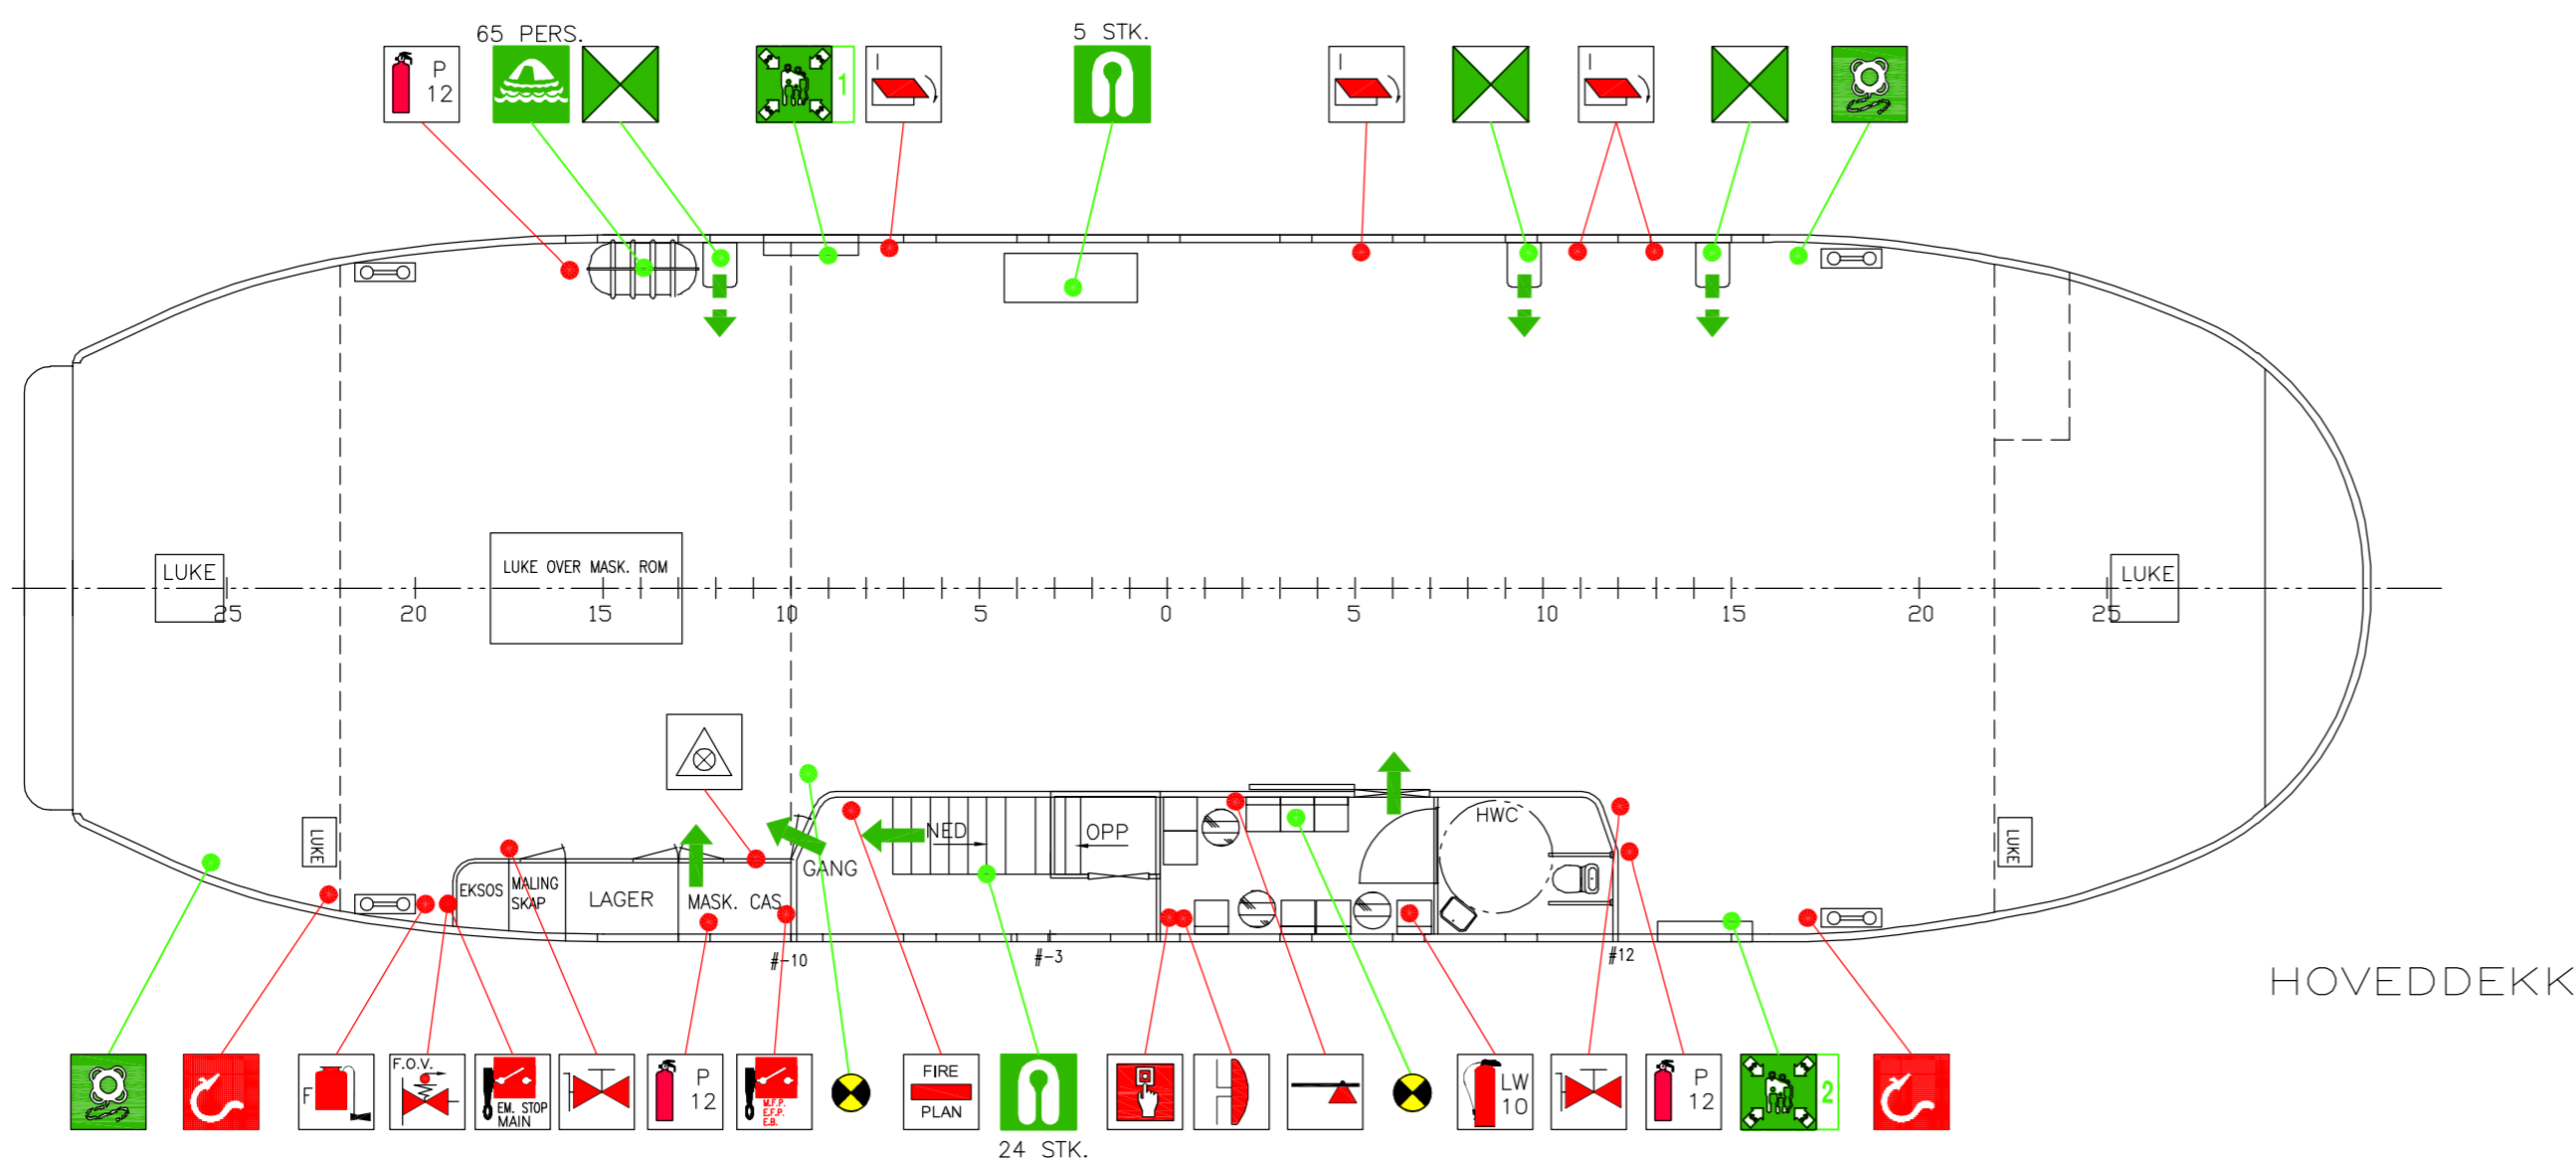 65 PERS.
5 STK.
P
12
1
I
I
I
LUKE
LUKE OVER MASK. ROM
LUKE
25 20 15 10 5 0 5 10 15 20 25
LUKE
EKSOS
MALING
SKAP
LAGER
MASK. CAS.
GANG
NED
OPP
HWC
LUKE
#-10
#-3
#12
HOVEDDEKK
F
F.O.V.
EM. STOP
MAIN
P
12
M.F.P.
E.F.P.
E.B.
FIRE
PLAN
24 STK.
LW
10
P
12
2